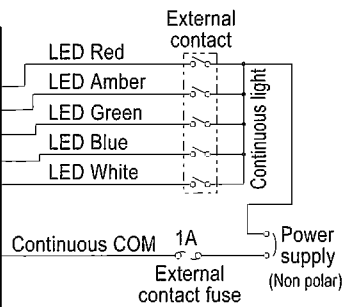 External
contact
LED Red
LED Amber
LED Green
LED Blue
LED White
Continuous light
Continuous COM
1A
External
contact fuse
Power
supply
(Non polar)